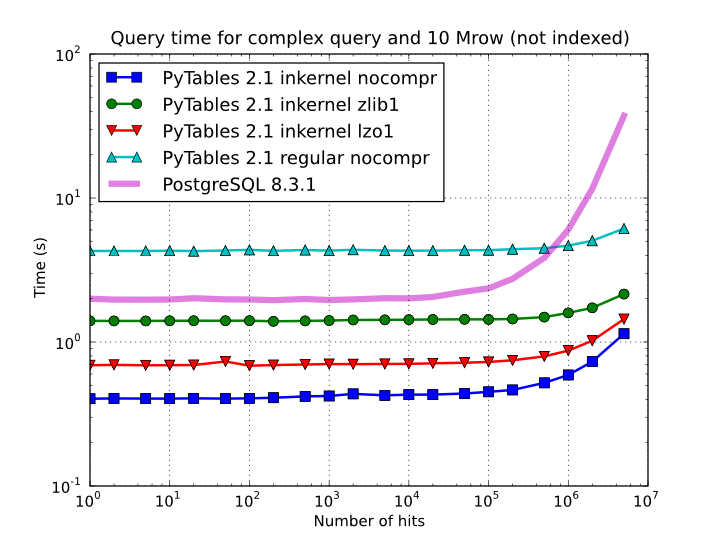 Query time for complex query and 10 Mrow (not indexed)
10^2
PyTables 2.1 inkernel nocompr
PyTables 2.1 inkernel zlib1
PyTables 2.1 inkernel lzo1
PyTables 2.1 regular nocompr
PostgreSQL 8.3.1
10^1
Time (s)
10^0
10^-1
10^0 10^1 10^2 10^3 10^4 10^5 10^6 10^7
Number of hits